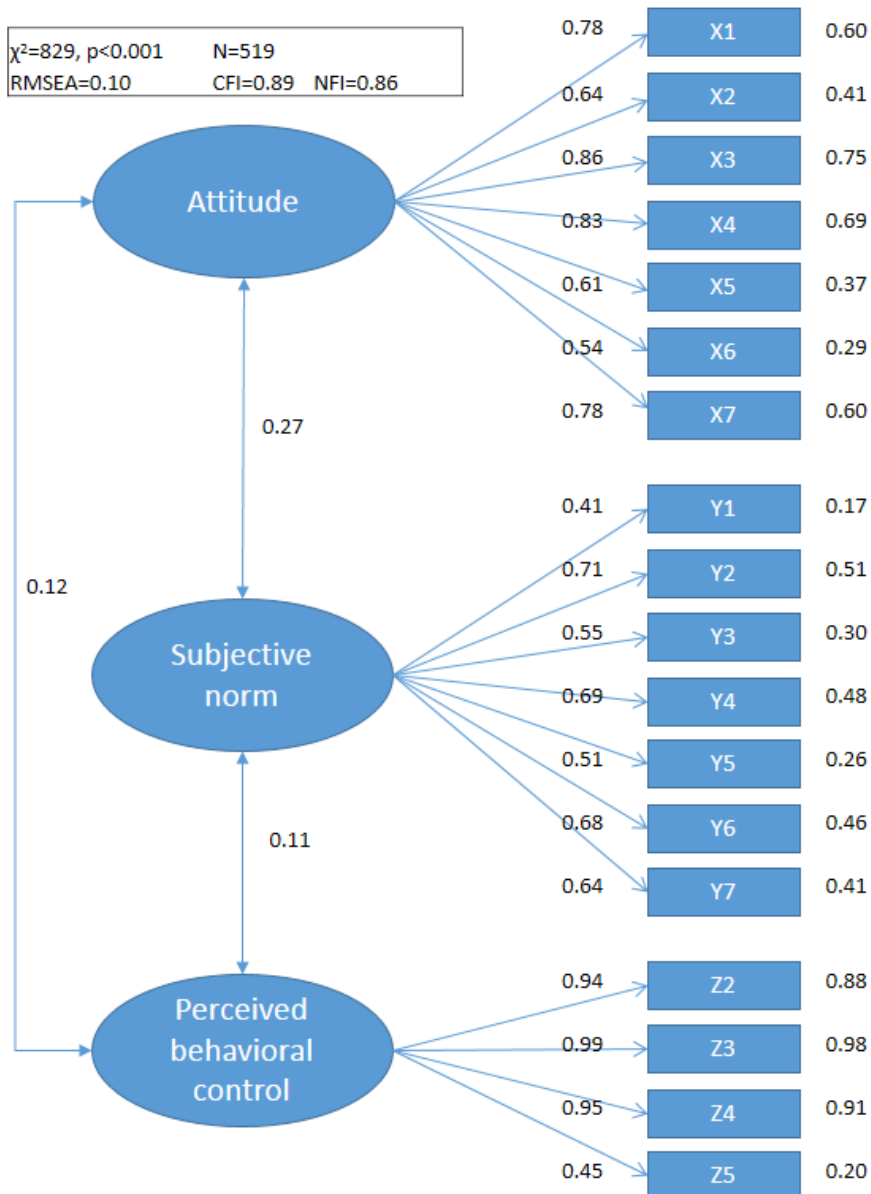 χ²=829, p<0.001 N=519
RMSEA=0.10 CFI=0.89 NFI=0.86
0.78 X1 0.60
0.64 X2 0.41
0.86 X3 0.75
Attitude
0.83 X4 0.69
0.61 X5 0.37
0.54 X6 0.29
0.78 X7 0.60
0.27
0.41 Y1 0.17
0.71 Y2 0.51
0.12
0.55 Y3 0.30
Subjective
norm
0.69 Y4 0.48
0.51 Y5 0.26
0.68 Y6 0.46
0.11
0.64 Y7 0.41
0.94 Z2 0.88
Perceived
behavioral
control
0.99 Z3 0.98
0.95 Z4 0.91
0.45 Z5 0.20